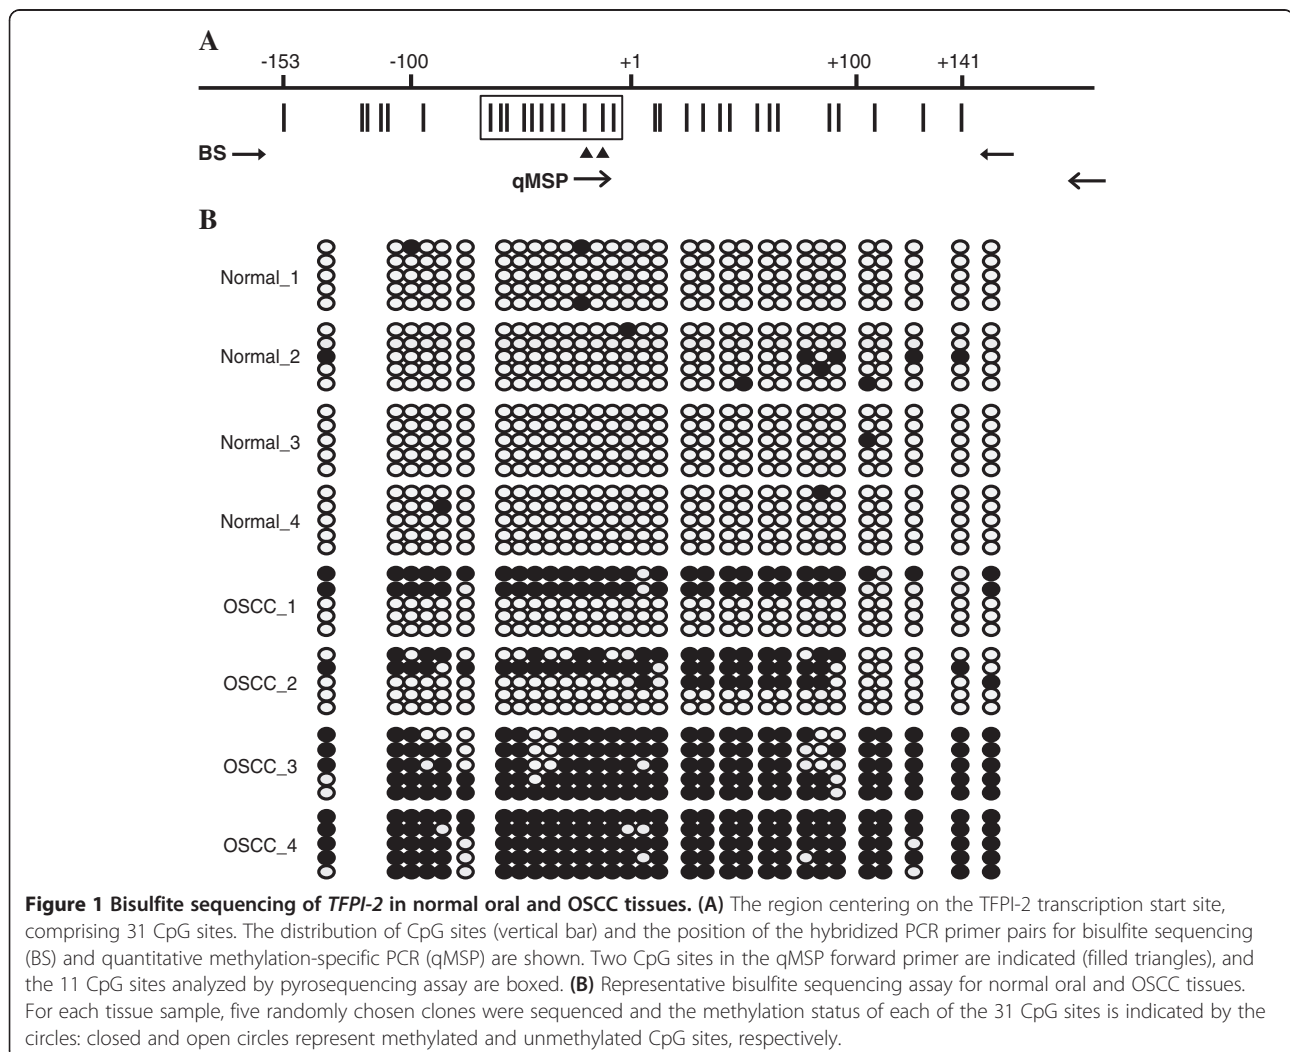 A
-153 -100 +1 +100 +141
BS
qMSP
B
Normal_1
Normal_2
Normal_3
Normal_4
OSCC_1
OSCC_2
OSCC_3
OSCC_4
Figure 1 Bisulfite sequencing of TFPI-2 in normal oral and OSCC tissues. (A) The region centering on the TFPI-2 transcription start site,
comprising 31 CpG sites. The distribution of CpG sites (vertical bar) and the position of the hybridized PCR primer pairs for bisulfite sequencing
(BS) and quantitative methylation-specific PCR (qMSP) are shown. Two CpG sites in the qMSP forward primer are indicated (filled triangles), and
the 11 CpG sites analyzed by pyrosequencing assay are boxed. (B) Representative bisulfite sequencing assay for normal oral and OSCC tissues.
For each tissue sample, five randomly chosen clones were sequenced and the methylation status of each of the 31 CpG sites is indicated by the
circles: closed and open circles represent methylated and unmethylated CpG sites, respectively.